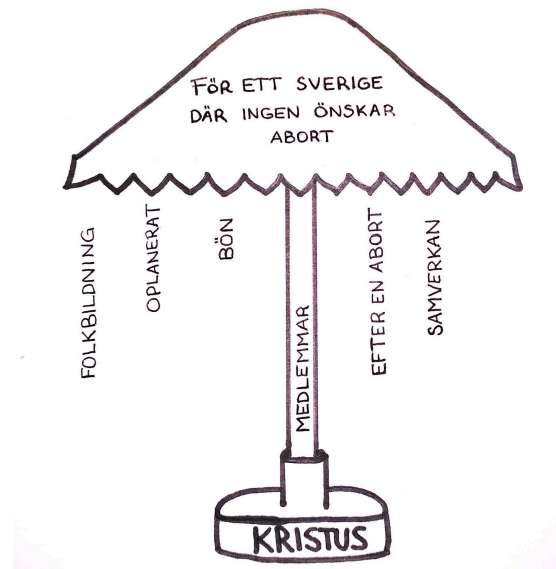 FÖR ETT SVERIGE
DÄR INGEN ÖNSKAR
ABORT
FOLKBILDNING
OPLANERAT
BÖN
MEDLEMMAR
EFTER EN ABORT
SAMVERKAN
KRISTUS